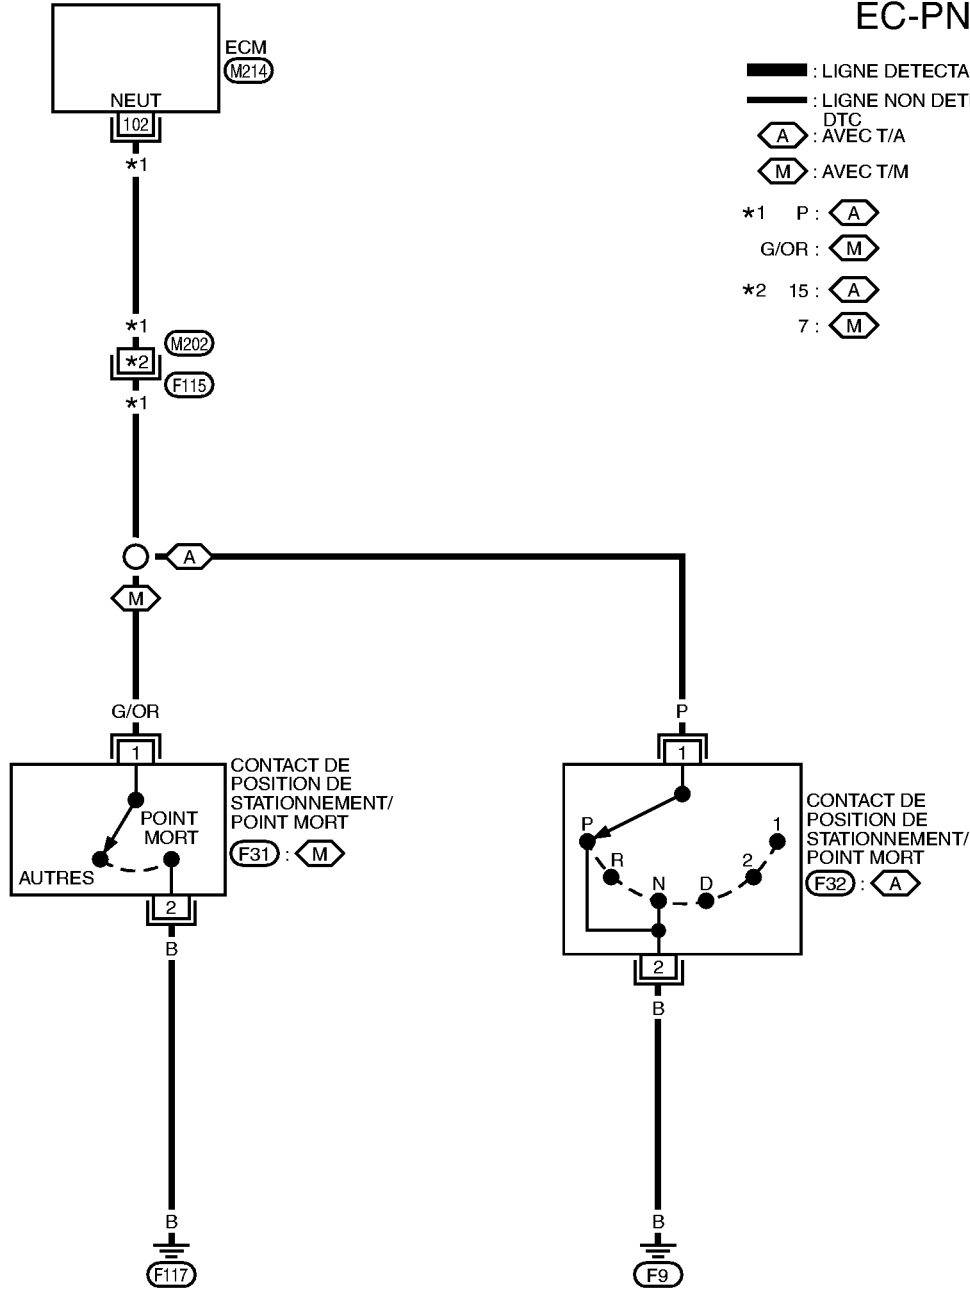 EC-PN
ECM
M214
NEUT
102
: LIGNE DETECTA
: LIGNE NON DET
DTC
A : AVEC T/A
M : AVEC T/M
*1 P : A
G/OR : M
*2 15 : A
7 : M
*1
*1
M202
*2
F115
*1
A
M
G/OR
P
1
1
CONTACT DE
POSITION DE
STATIONNEMENT/
POINT MORT
F31 : M
POINT
MORT
AUTRES
2
B
CONTACT DE
POSITION DE
STATIONNEMENT/
POINT MORT
F32 : A
P
R
N
D
2
1
2
B
B
B
F117
F9